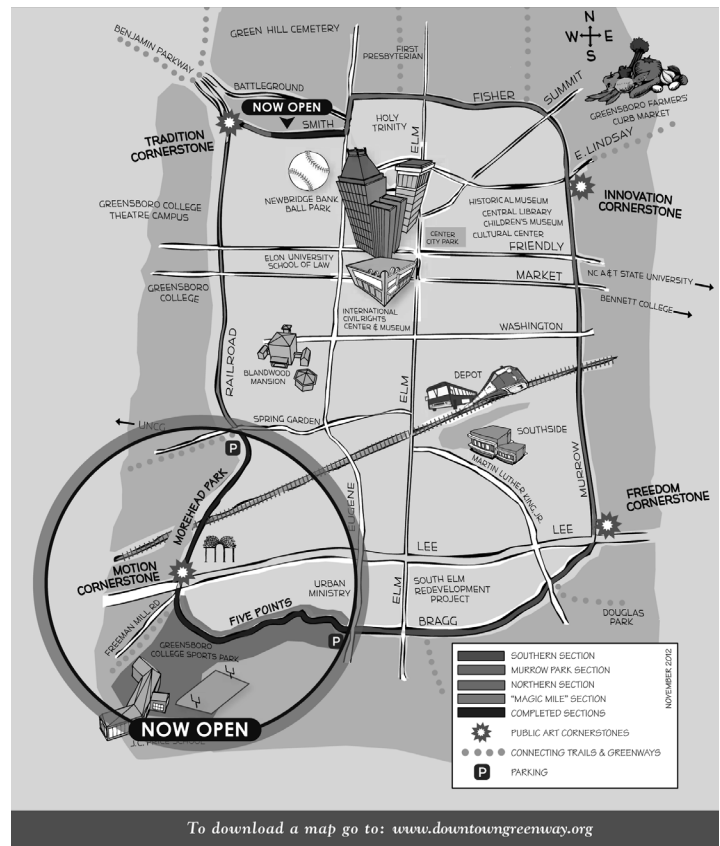 N
W E
S
GREEN HILL CEMETERY
BENJAMIN PARKWAY
FIRST
PRESBYTERIAN
BATTLEGROUND
NOW OPEN
SMITH
FISHER
SUMMIT
GREENSBORO FARMERS'
CURB MARKET
TRADITION
CORNERSTONE
HOLY
TRINITY
ELM
E. LINDSAY
NEWBRIDGE BANK
BALL PARK
INNOVATION
CORNERSTONE
GREENSBORO COLLEGE
THEATRE CAMPUS
HISTORICAL MUSEUM
CENTRAL LIBRARY
CHILDREN'S MUSEUM
CULTURAL CENTER
CENTER
CITY PARK
FRIENDLY
ELON UNIVERSITY
SCHOOL OF LAW
MARKET
NC A&T STATE UNIVERSITY
BENNETT COLLEGE
GREENSBORO
COLLEGE
INTERNATIONAL
CIVIL RIGHTS
CENTER & MUSEUM
WASHINGTON
RAILROAD
BLANDWOOD
MANSION
ELM
DEPOT
UNCG
SPRING GARDEN
SOUTHSIDE
P
MOREHEAD PARK
EUGENE
MARTIN LUTHER KING, JR.
MURROW
FREEDOM
CORNERSTONE
LEE
LEE
MOTION
CORNERSTONE
URBAN
MINISTRY
ELM
SOUTH ELM
REDEVELOPMENT
PROJECT
FREEMAN MILL RD
FIVE POINTS
BRAGG
DOUGLAS
PARK
P
GREENSBORO
COLLEGE SPORTS PARK
NOW OPEN
SOUTHERN SECTION
MURROW PARK SECTION
NORTHERN SECTION
"MAGIC MILE" SECTION
COMPLETED SECTIONS
PUBLIC ART CORNERSTONES
CONNECTING TRAILS & GREENWAYS
P PARKING
NOVEMBER 2012
To download a map go to: www.downtowngreenway.org